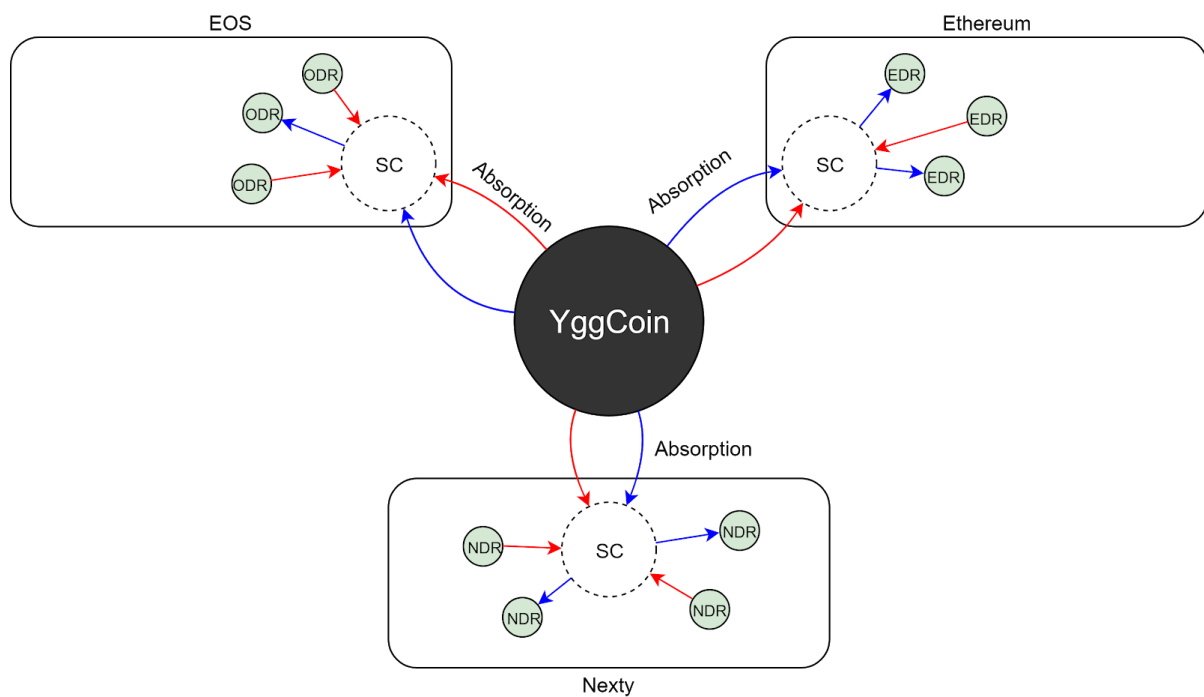 EOS
Ethereum
ODR
ODR
ODR
SC
Absorption
Absorption
SC
EDR
EDR
EDR
YggCoin
Absorption
NDR
SC
NDR
NDR
NDR
Nexty